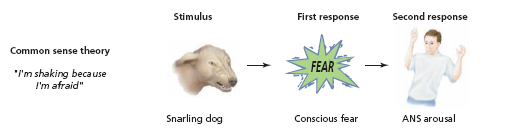 Stimulus
First response
Second response
Common sense theory
"I'm shaking because
I'm afraid"
FEAR
Snarling dog
Conscious fear
ANS arousal